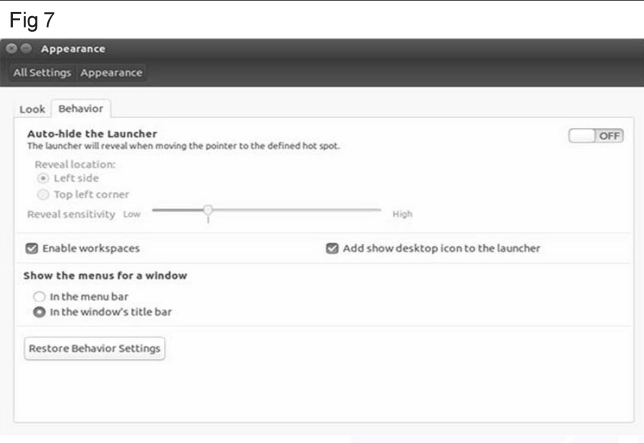 Fig 7
Appearance
All Settings Appearance
Look Behavior
Auto-hide the Launcher OFF
The launcher will reveal when moving the pointer to the defined hot spot.
Reveal location:
Left side
Top left corner
Reveal sensitivity Low High
Enable workspaces Add show desktop icon to the launcher
Show the menus for a window
In the menu bar
In the window's title bar
Restore Behavior Settings